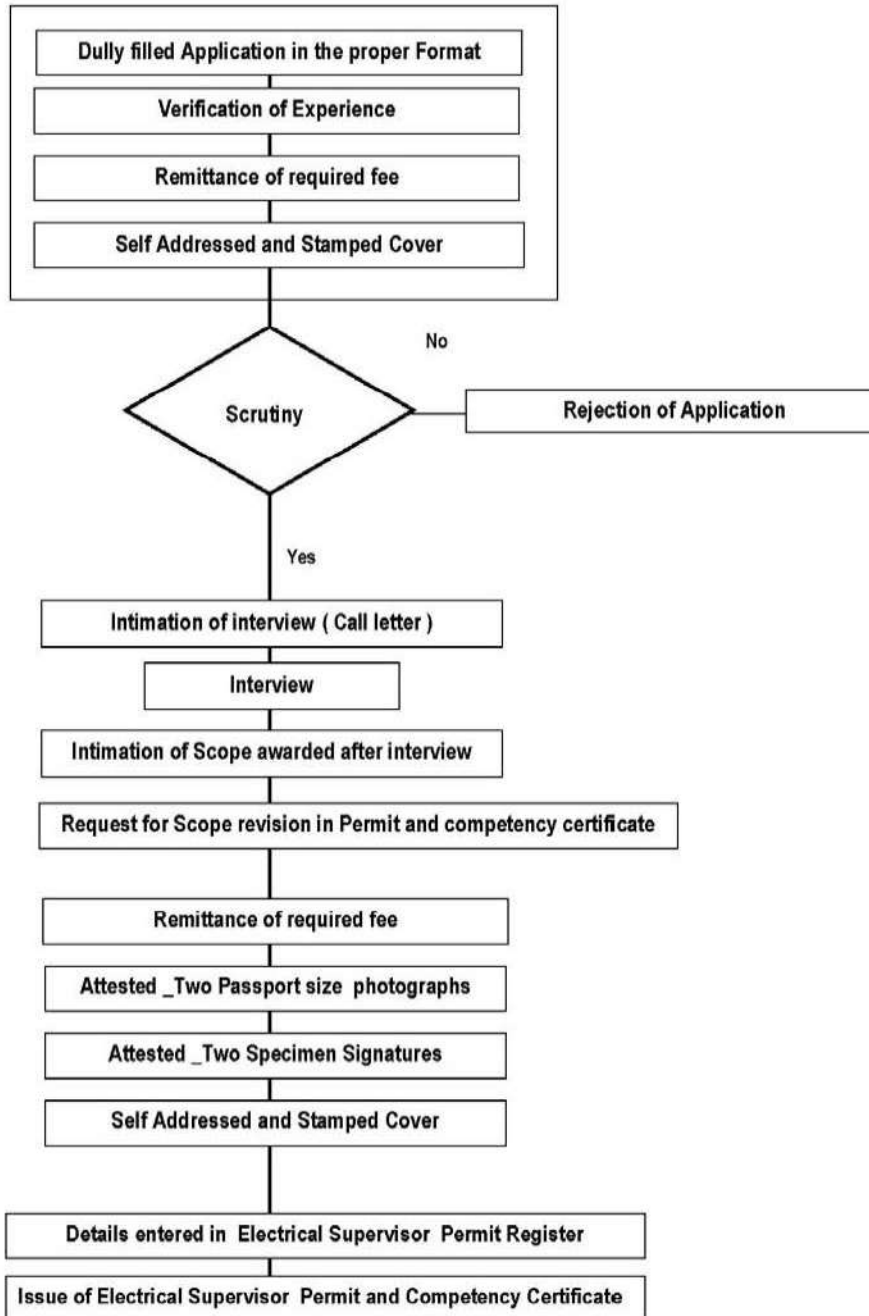 Dully filled Application in the proper Format
Verification of Experience
Remittance of required fee
Self Addressed and Stamped Cover
No
Scrutiny
Rejection of Application
Yes
Intimation of interview ( Call letter )
Interview
Intimation of Scope awarded after interview
Request for Scope revision in Permit and competency certificate
Remittance of required fee
Attested _Two Passport size photographs
Attested _Two Specimen Signatures
Self Addressed and Stamped Cover
Details entered in Electrical Supervisor Permit Register
Issue of Electrical Supervisor Permit and Competency Certificate